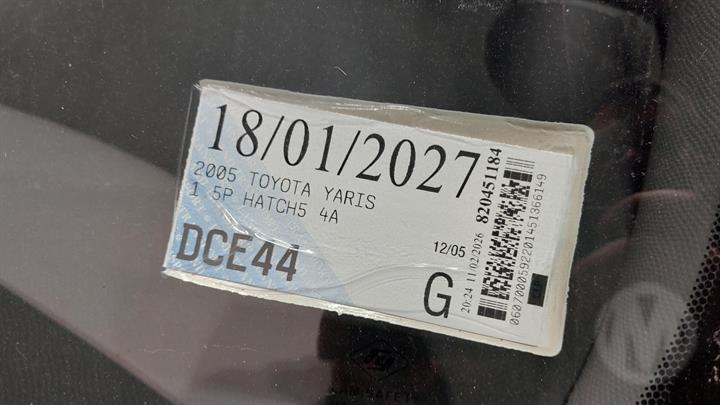 18/01/2027
2005 TOYOTA YARIS
1 5P HATCH5 4A
DCE44
12/05
G
20:24 11/02/2026 820451184
0607000592201451366149